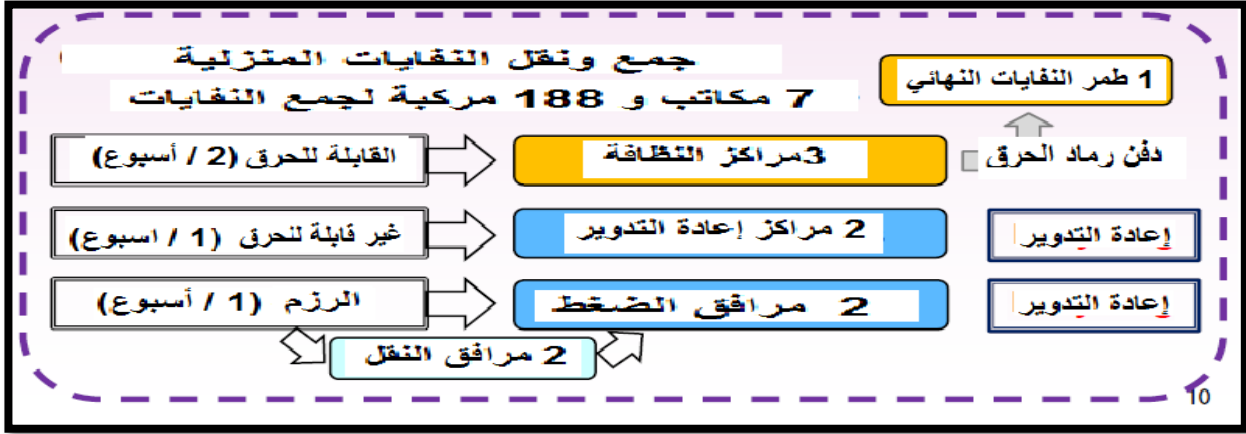 جمع ونقل النفايات المنزلية
7 مكاتب و 188 مركبة لجمع النفايات
1 طمر النفايات النهائي
القابلة للحرق (2 / أسبوع)
3مراكز النظافة
دفن رماد الحرق
غير قابلة للحرق (1 / اسبوع)
2 مراكز إعادة التدوير
إعادة التدوير
الرزم (1 / أسبوع)
2 مرافق الضغط
إعادة التدوير
2 مرافق النقل
10